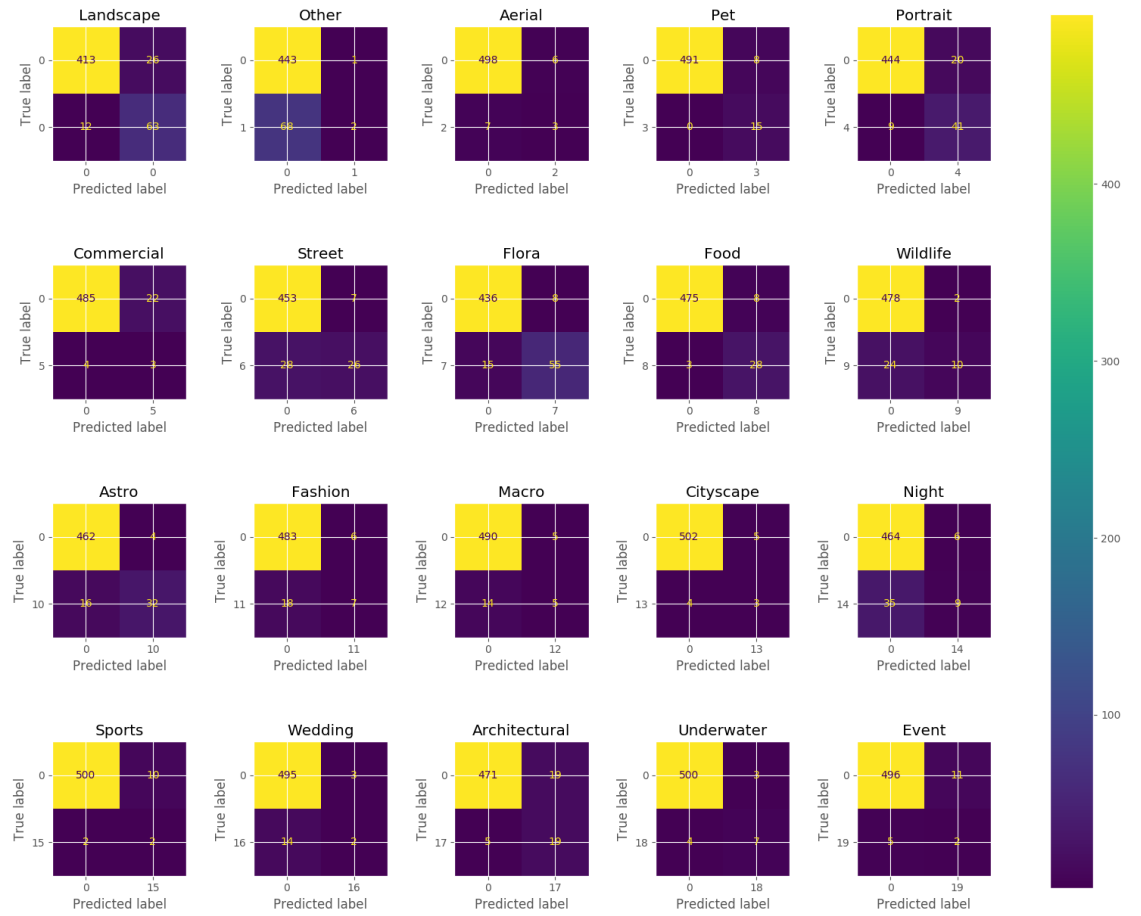 Landscape Other Aerial Pet Portrait
True label 0 413 26 True label 0 443 1 True label 0 498 6 True label 0 491 8 True label 0 444 20
0 12 63 1 68 2 2 7 3 3 0 15 4 9 41
0 0 0 1 0 2 0 3 0 4
Predicted label Predicted label Predicted label Predicted label Predicted label
400
Commercial Street Flora Food Wildlife
True label 0 485 22 True label 0 453 7 True label 0 436 8 True label 0 475 8 True label 0 478 2
5 4 3 6 28 26 7 15 55 8 3 28 9 24 10
300
0 5 0 6 0 7 0 8 0 9
Predicted label Predicted label Predicted label Predicted label Predicted label
Astro Fashion Macro Cityscape Night
True label 0 462 4 True label 0 483 6 True label 0 490 5 True label 0 502 5 True label 0 464 6
200
10 16 32 11 18 7 12 14 5 13 4 3 14 35 9
0 10 0 11 0 12 0 13 0 14
Predicted label Predicted label Predicted label Predicted label Predicted label
100
Sports Wedding Architectural Underwater Event
True label 0 500 10 True label 0 495 3 True label 0 471 19 True label 0 500 3 True label 0 496 11
15 2 2 16 14 2 17 5 19 18 4 7 19 5 2
0 15 0 16 0 17 0 18 0 19
Predicted label Predicted label Predicted label Predicted label Predicted label